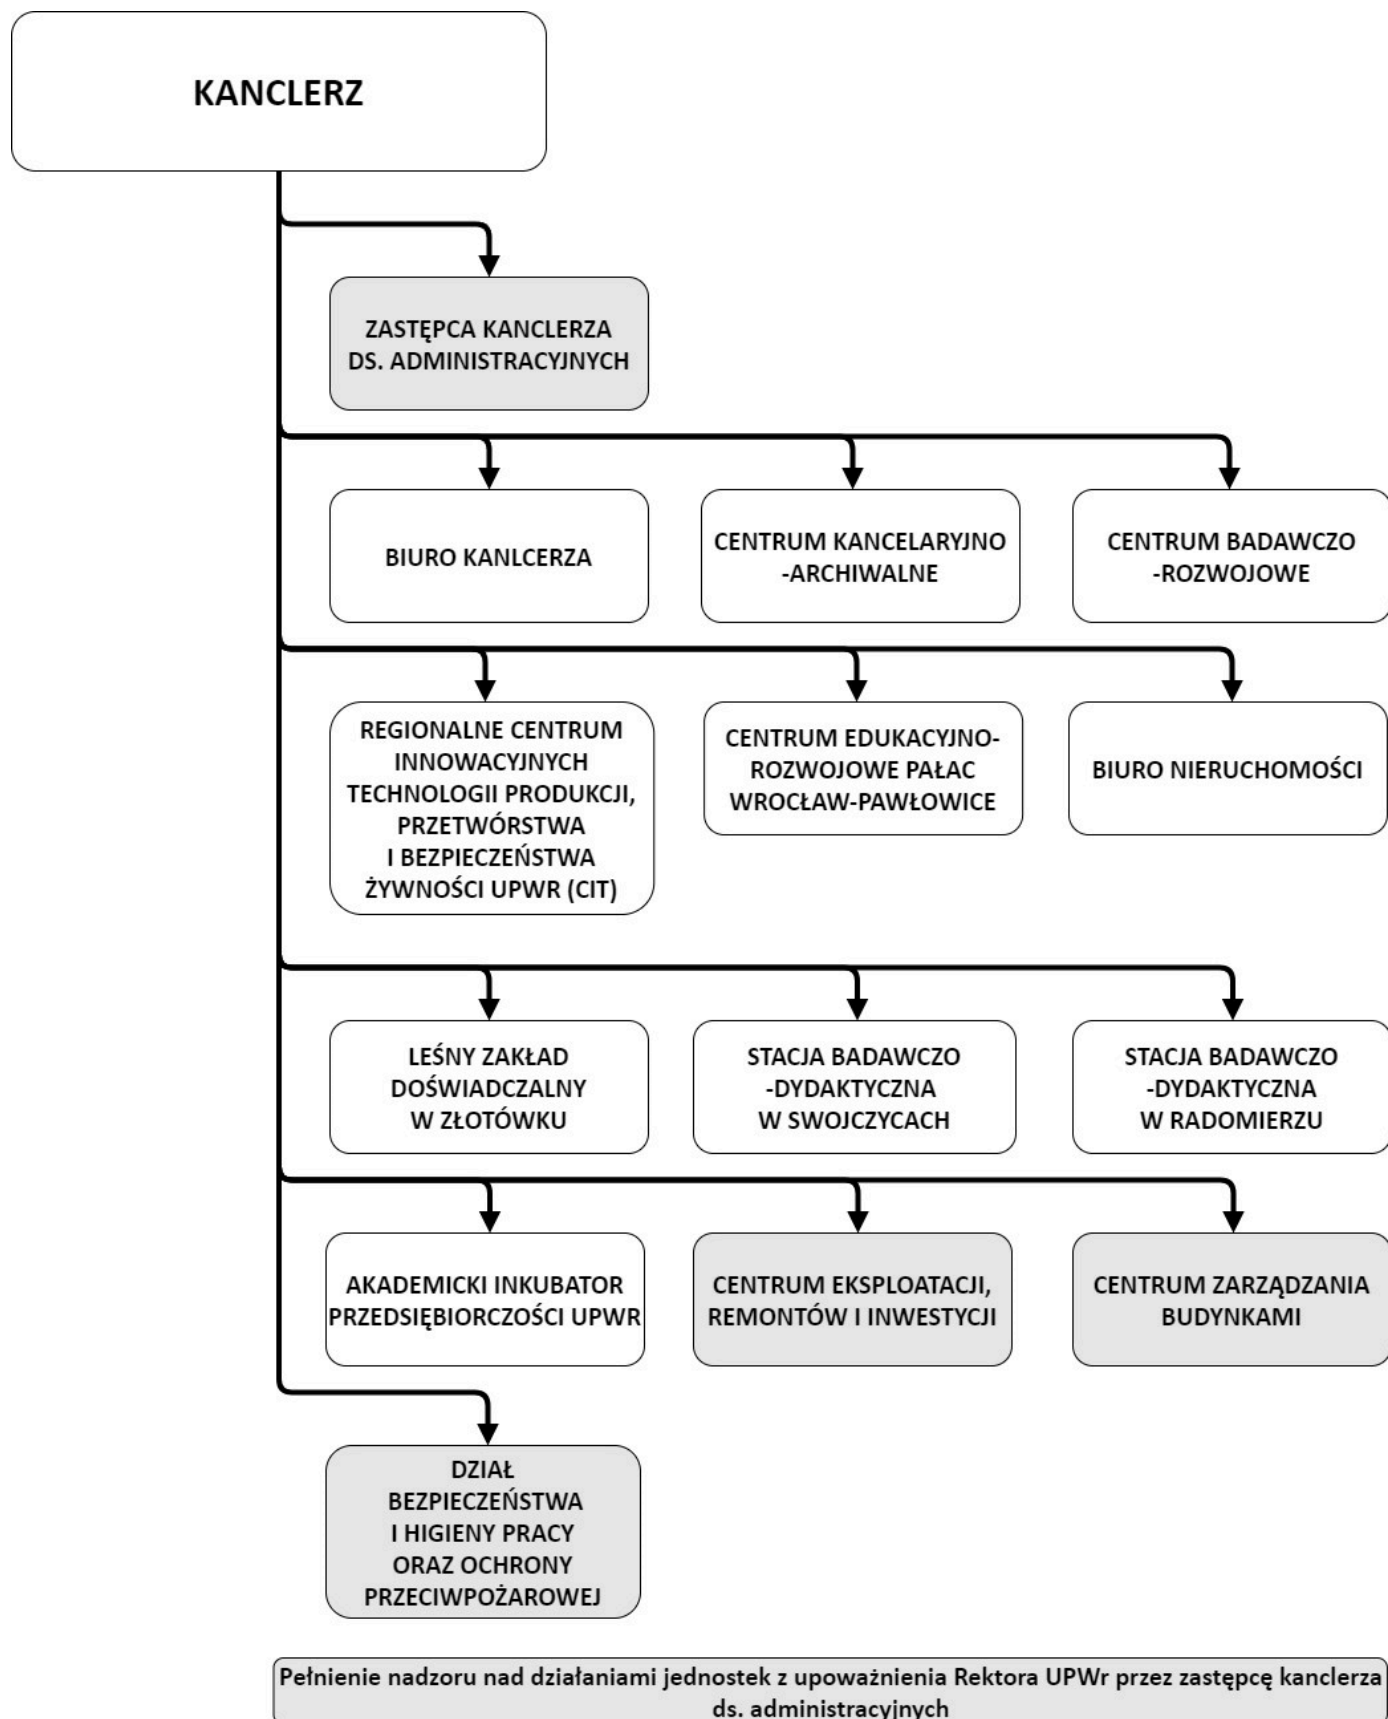 KANCLERZ
ZASTĘPCA KANCLERZA
DS. ADMINISTRACYJNYCH
BIURO KANLCERZA
CENTRUM KANCELARYJNO
-ARCHIWALNE
CENTRUM BADAWCZO
-ROZWOJOWE
REGIONALNE CENTRUM
INNOWACYJNYCH
TECHNOLOGII PRODUKCJI,
PRZETWÓRSTWA
I BEZPIECZEŃSTWA
ŻYWNOŚCI UPWR (CIT)
CENTRUM EDUKACYJNO-
ROZWOJOWE PAŁAC
WROCŁAW-PAWŁOWICE
BIURO NIERUCHOMOŚCI
LEŚNY ZAKŁAD
DOŚWIADCZALNY
W ZŁOTÓWKU
STACJA BADAWCZO
-DYDAKTYCZNA
W SWOJCZYCACH
STACJA BADAWCZO
-DYDAKTYCZNA
W RADOMIERZU
AKADEMICKI INKUBATOR
PRZEDSIĘBIORCZOŚCI UPWR
CENTRUM EKSPLOATACJI,
REMONTÓW I INWESTYCJI
CENTRUM ZARZĄDZANIA
BUDYNKAMI
DZIAŁ
BEZPIECZEŃSTWA
I HIGIENY PRACY
ORAZ OCHRONY
PRZECIWPOŻAROWEJ
Pełnienie nadzoru nad działaniami jednostek z upoważnienia Rektora UPWr przez zastępcę kanclerza
ds. administracyjnych